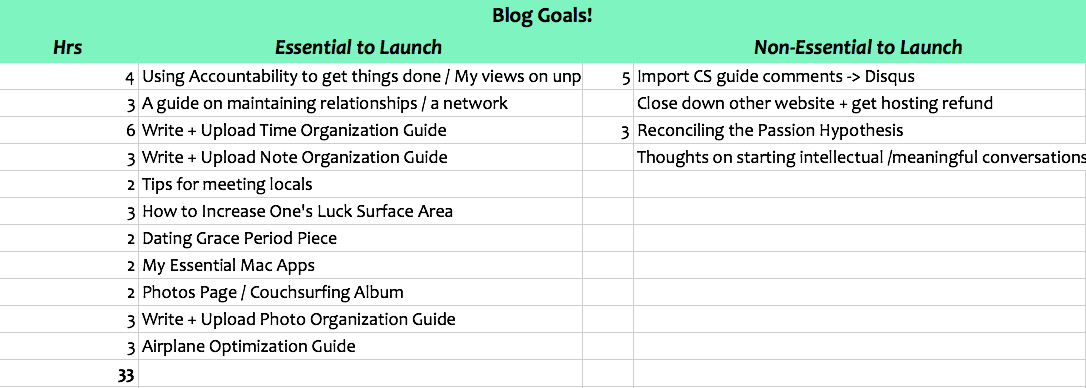 Blog Goals!
Hrs Essential to Launch Non-Essential to Launch
4 Using Accountability to get things done / My views on unp 5 Import CS guide comments -> Disqus
3 A guide on maintaining relationships / a network Close down other website + get hosting refund
6 Write + Upload Time Organization Guide 3 Reconciling the Passion Hypothesis
3 Write + Upload Note Organization Guide Thoughts on starting intellectual /meaningful conversations
2 Tips for meeting locals
3 How to Increase One's Luck Surface Area
2 Dating Grace Period Piece
2 My Essential Mac Apps
2 Photos Page / Couchsurfing Album
3 Write + Upload Photo Organization Guide
3 Airplane Optimization Guide
33